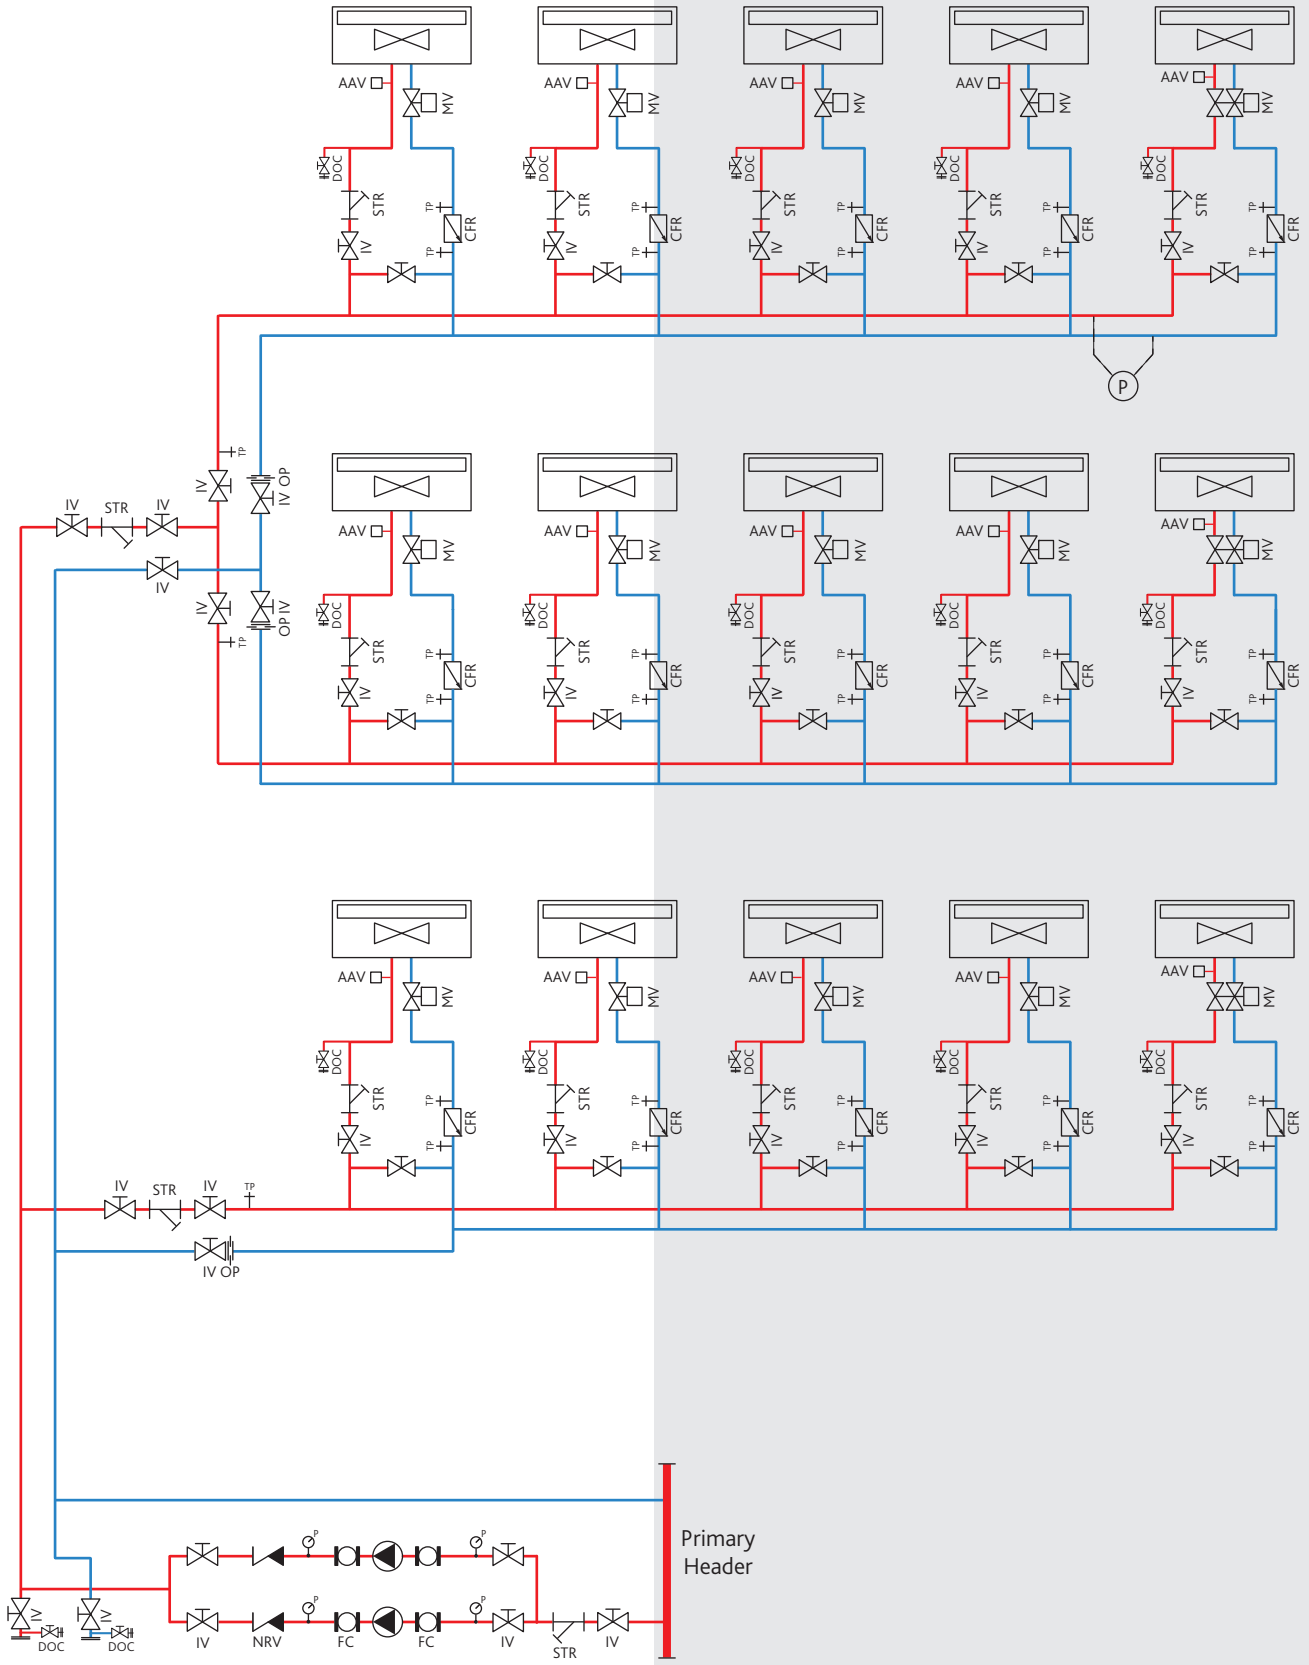 AAV
MV
AAV
MV
AAV
MV
AAV
MV
AAV
MV
DOC
DOC
DOC
DOC
DOC
STR
STR
STR
STR
STR
TP
TP
TP
TP
TP
CFR
CFR
CFR
CFR
CFR
IV
IV
IV
IV
IV
TP
TP
TP
TP
TP
P
TP
IV
IV OP
IV
STR
IV
IV
IV
OP IV
TP
AAV
MV
AAV
MV
AAV
MV
AAV
MV
AAV
MV
DOC
DOC
DOC
DOC
DOC
STR
STR
STR
STR
STR
TP
TP
TP
TP
TP
CFR
CFR
CFR
CFR
CFR
IV
IV
IV
IV
IV
TP
TP
TP
TP
TP
AAV
MV
AAV
MV
AAV
MV
AAV
MV
AAV
MV
DOC
DOC
DOC
DOC
DOC
STR
STR
STR
STR
STR
TP
TP
TP
TP
TP
CFR
CFR
CFR
CFR
CFR
IV
IV
IV
IV
IV
TP
TP
TP
TP
TP
IV
STR
IV
TP
IV OP
Primary
Header
P
P
P
P
IV
DOC
IV
DOC
IV
NRV
FC
FC
IV
STR
IV